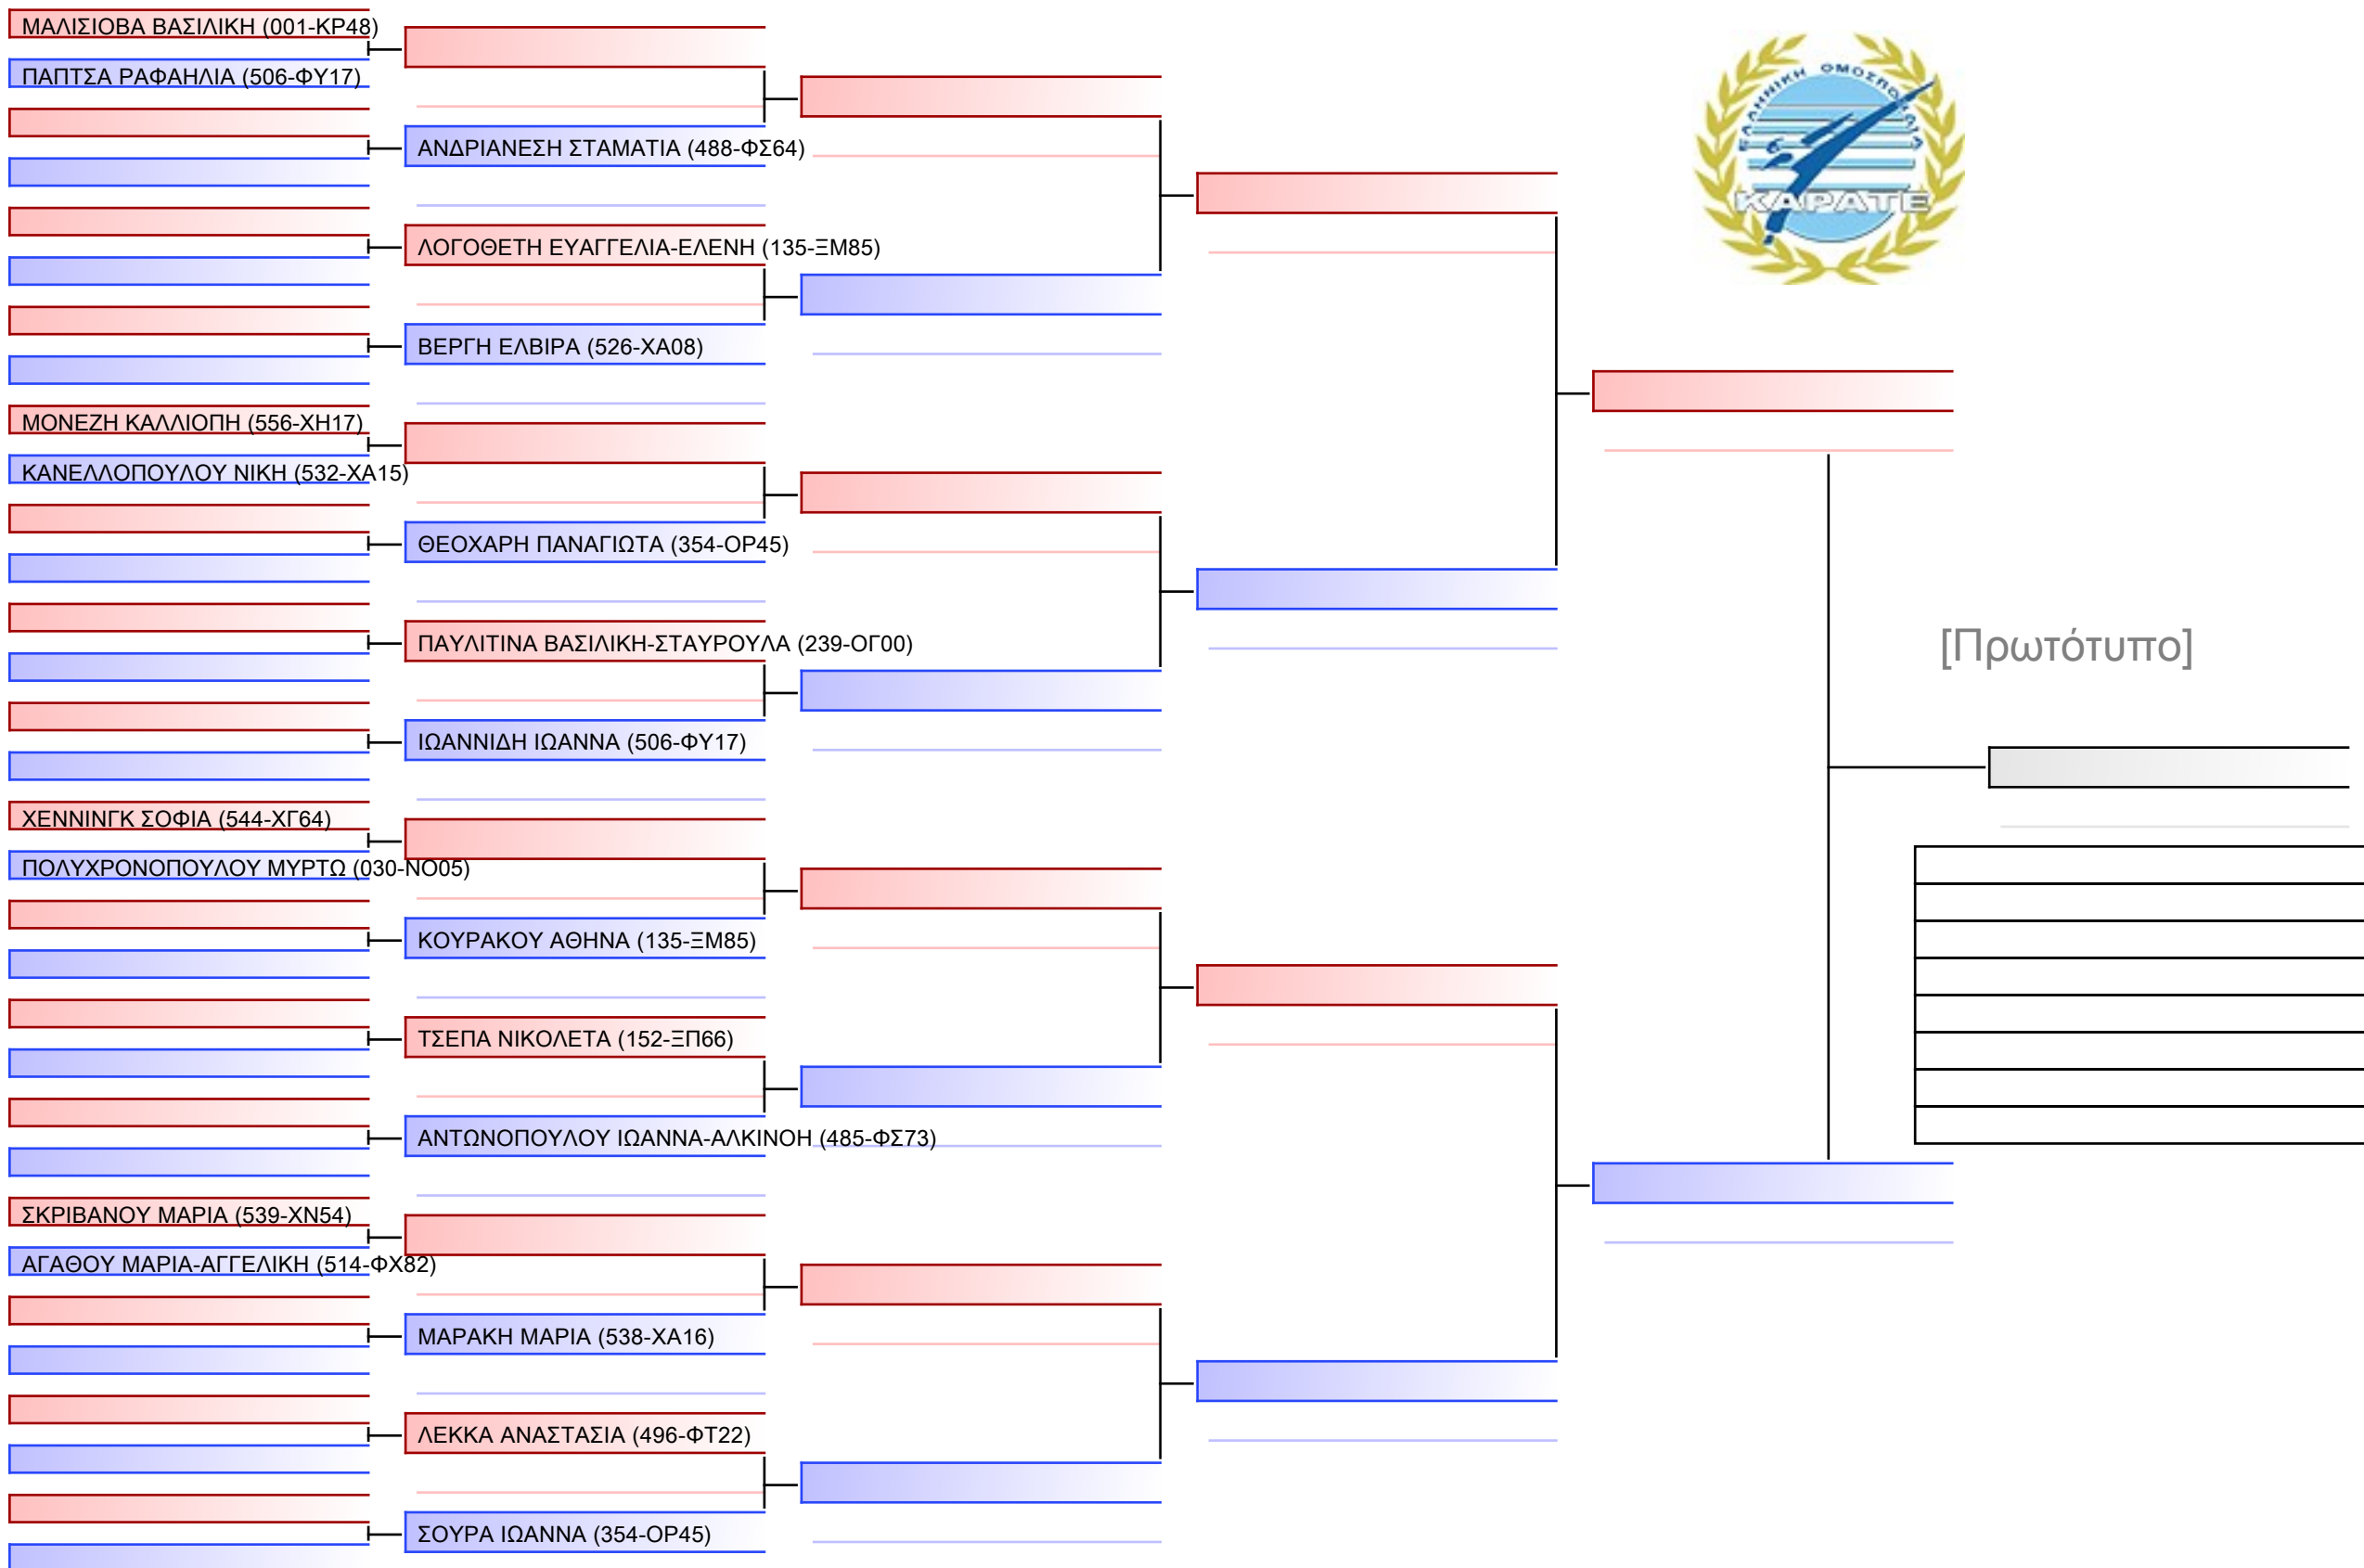 ΜΑΛΙΣΙΟΒΑ ΒΑΣΙΛΙΚΗ (001-ΚΡ48)
ΠΑΠΤΣΑ ΡΑΦΑΗΛΙΑ (506-ΦΥ17)
ΑΝΔΡΙΑΝΕΣΗ ΣΤΑΜΑΤΙΑ (488-ΦΣ64)
ΛΟΓΟΘΕΤΗ ΕΥΑΓΓΕΛΙΑ-ΕΛΕΝΗ (135-ΞΜ85)
ΒΕΡΓΗ ΕΛΒΙΡΑ (526-ΧΑ08)
ΜΟΝΕΖΗ ΚΑΛΛΙΟΠΗ (556-ΧΗ17)
ΚΑΝΕΛΛΟΠΟΥΛΟΥ ΝΙΚΗ (532-ΧΑ15)
ΘΕΟΧΑΡΗ ΠΑΝΑΓΙΩΤΑ (354-ΟΡ45)
ΠΑΥΛΙΤΙΝΑ ΒΑΣΙΛΙΚΗ-ΣΤΑΥΡΟΥΛΑ (239-ΟΓ00)
ΙΩΑΝΝΙΔΗ ΙΩΑΝΝΑ (506-ΦΥ17)
ΧΕΝΝΙΝΓΚ ΣΟΦΙΑ (544-ΧΓ64)
ΠΟΛΥΧΡΟΝΟΠΟΥΛΟΥ ΜΥΡΤΩ (030-ΝΟ05)
ΚΟΥΡΑΚΟΥ ΑΘΗΝΑ (135-ΞΜ85)
ΤΣΕΠΑ ΝΙΚΟΛΕΤΑ (152-ΞΠ66)
ΑΝΤΩΝΟΠΟΥΛΟΥ ΙΩΑΝΝΑ-ΑΛΚΙΝΟΗ (485-ΦΣ73)
ΣΚΡΙΒΑΝΟΥ ΜΑΡΙΑ (539-ΧΝ54)
ΑΓΑΘΟΥ ΜΑΡΙΑ-ΑΓΓΕΛΙΚΗ (514-ΦΧ82)
ΜΑΡΑΚΗ ΜΑΡΙΑ (538-ΧΑ16)
ΛΕΚΚΑ ΑΝΑΣΤΑΣΙΑ (496-ΦΤ22)
ΣΟΥΡΑ ΙΩΑΝΝΑ (354-ΟΡ45)
ΕΛΛΗΝΙΚΗ ΟΜΟΣΠΟΝΔΙΑ
ΚΑΡΑΤΕ
[Πρωτότυπο]